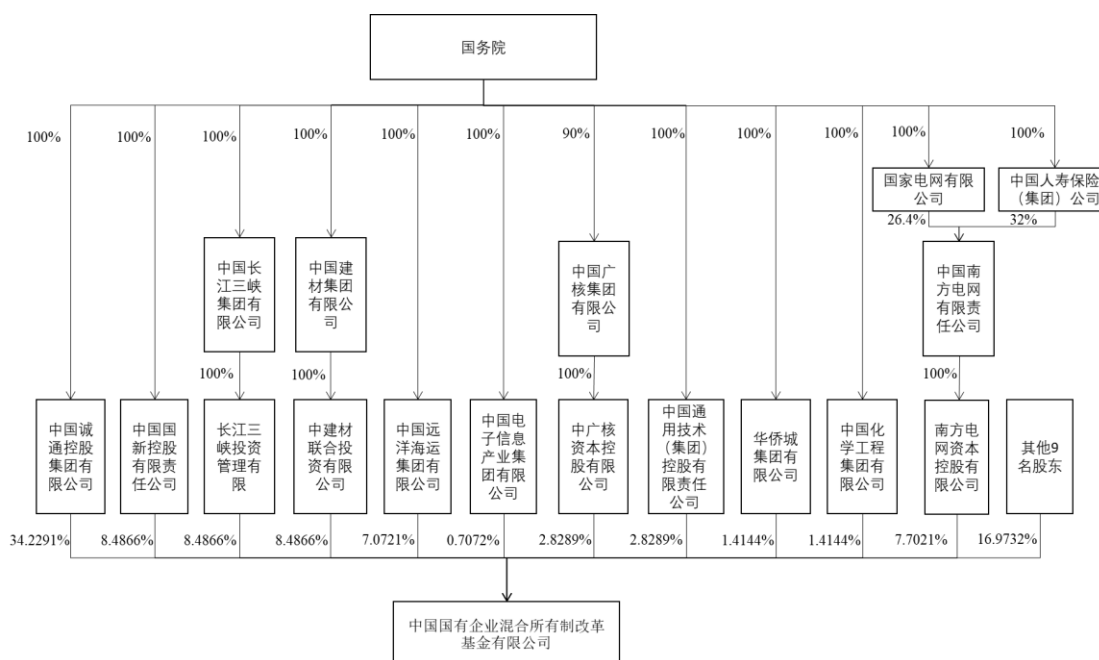 国务院
100%
100%
100%
100%
100%
100%
90%
100%
100%
100%
100%
100%
国家电网有限
公司
中国人寿保险
（集团）公司
26.4%
32%
中国长
江三峡
集团有
限公司
中国建
材集团
有限公
司
中国广
核集团
有限公
司
中国南
方电网
有限责
任公司
100%
100%
100%
100%
中国诚
通控股
集团有
限公司
中国国
新控股
有限责
任公司
长江三
峡投资
管理有
限
中建材
联合投
资有限
公司
中国远
洋海运
集团有
限公司
中国电
子信息
产业集
团有限
公司
中广核
资本控
股有限
公司
中国通
用技术
（集团）
控股有
限责任
公司
华侨城
集团有
限公司
中国化
学工程
集团有
限公司
南方电
网资本
控股有
限公司
其他9
名股东
34.2291%
8.4866%
8.4866%
8.4866%
7.0721%
0.7072%
2.8289%
2.8289%
1.4144%
1.4144%
7.7021%
16.9732%
中国国有企业混合所有制改革
基金有限公司